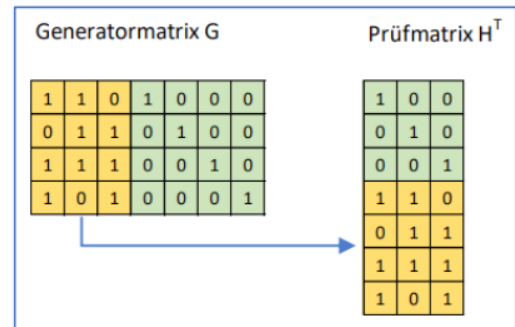 Generatormatrix G
Prüfmatrix H^T
1 1 0 1 0 0 0
0 1 1 0 1 0 0
1 1 1 0 0 1 0
1 0 1 0 0 0 1
1 0 0
0 1 0
0 0 1
1 1 0
0 1 1
1 1 1
1 0 1